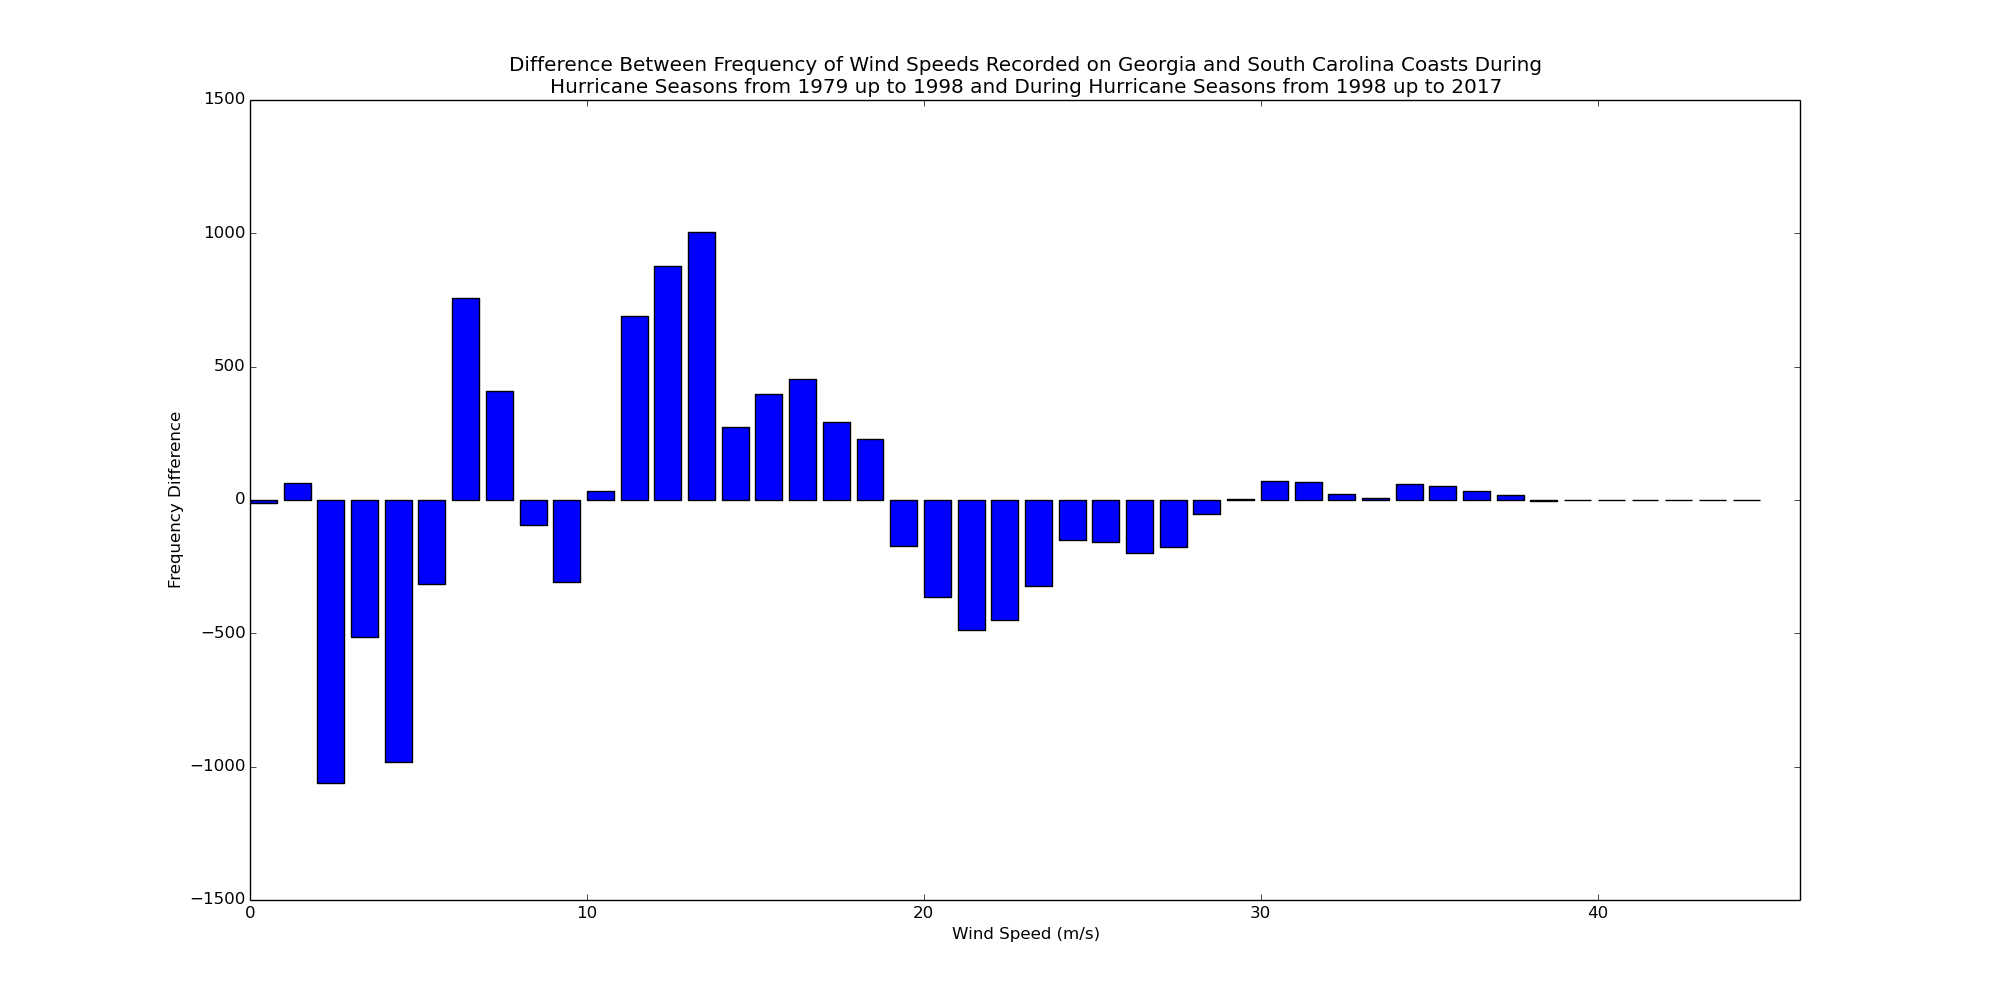 Difference Between Frequency of Wind Speeds Recorded on Georgia and South Carolina Coasts During
Hurricane Seasons from 1979 up to 1998 and During Hurricane Seasons from 1998 up to 2017
1500
1000
500
0
−500
−1000
−1500
Frequency Difference
0 10 20 30 40
Wind Speed (m/s)